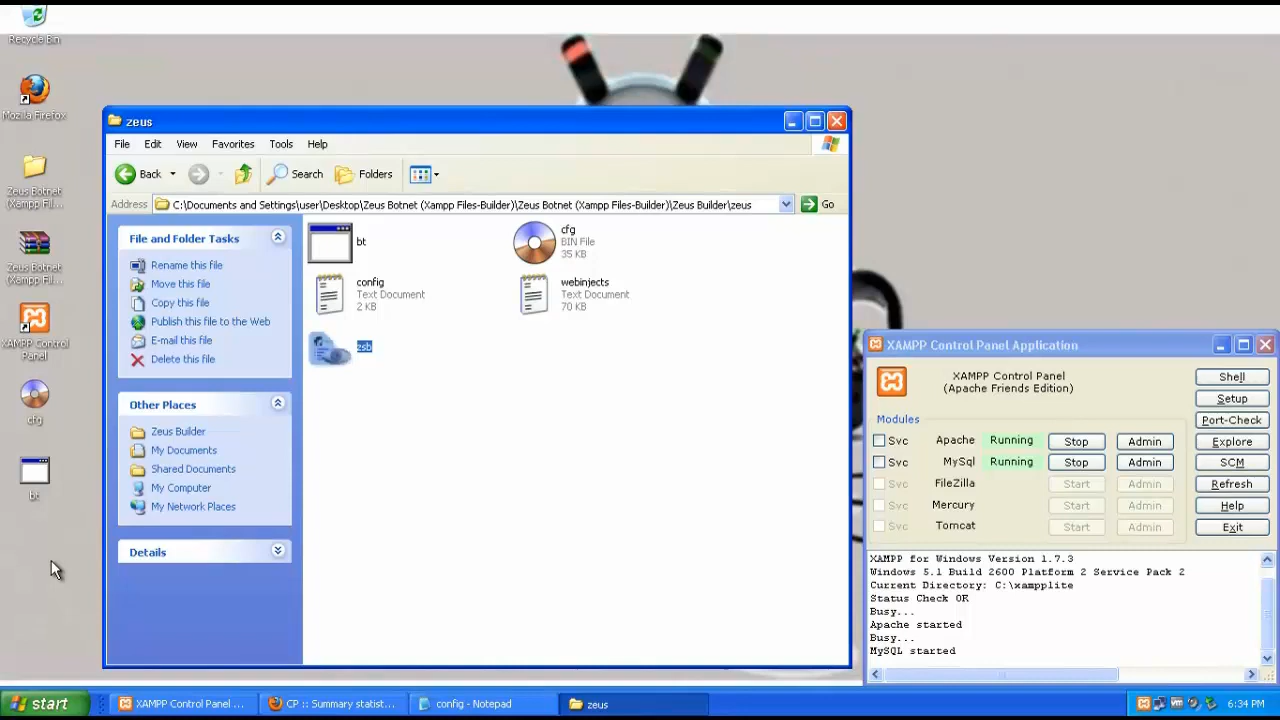 Recycle Bin
Mozilla Firefox
Zeus Botnet
(Xampp Fil...
Zeus Botnet
(Xampp Fil...
XAMPP Control
Panel
cfg
bt
zeus
File Edit View Favorites Tools Help
Back Search Folders
Address C:\Documents and Settings\user\Desktop\Zeus Botnet (Xampp Files-Builder)\Zeus Botnet (Xampp Files-Builder)\Zeus Builder\zeus Go
File and Folder Tasks
Rename this file
Move this file
Copy this file
Publish this file to the Web
E-mail this file
Delete this file
Other Places
Zeus Builder
My Documents
Shared Documents
My Computer
My Network Places
Details
bt
cfg
BIN File
35 KB
config
Text Document
2 KB
webinjects
Text Document
70 KB
zsb
XAMPP Control Panel Application
XAMPP Control Panel
(Apache Friends Edition)
Shell
Setup
Port-Check
Explore
SCM
Refresh
Help
Exit
Modules
Svc Apache Running Stop Admin
Svc MySql Running Stop Admin
Svc FileZilla Start Admin
Svc Mercury Start Admin
Svc Tomcat Start Admin
XAMPP for Windows Version 1.7.3
Windows 5.1 Build 2600 Platform 2 Service Pack 2
Current Directory: C:\xampplite
Status Check OK
Busy...
Apache started
Busy...
MySQL started
start XAMPP Control Panel ... CP :: Summary statist... config - Notepad zeus 6:34 PM